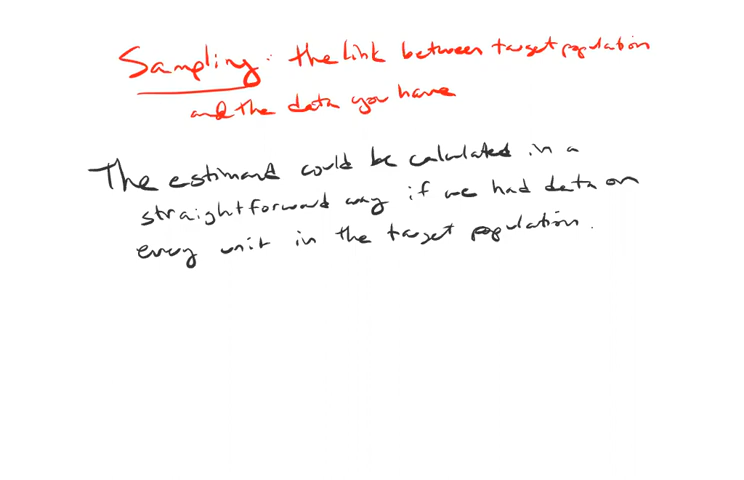 Sampling: the link between target population
and the data you have
The estimand could be calculated in a
straightforward way if we had data on
every unit in the target population.